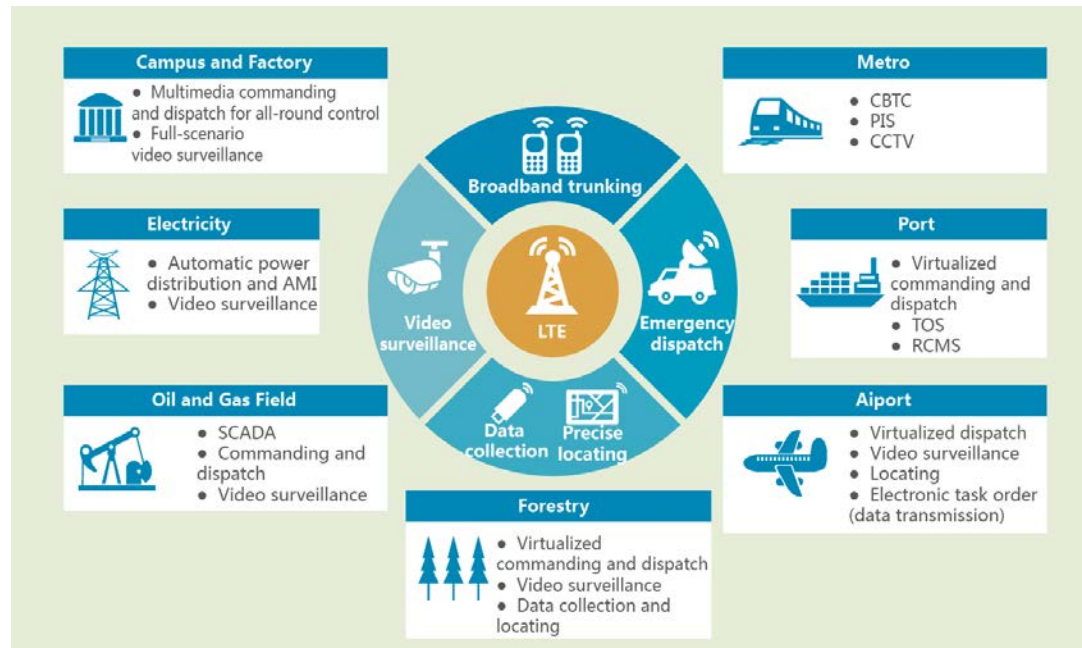 Campus and Factory
● Multimedia commanding
and dispatch for all-round control
● Full-scenario
video surveillance
Electricity
● Automatic power
distribution and AMI
● Video surveillance
Oil and Gas Field
● SCADA
● Commanding and
dispatch
● Video surveillance
Broadband trunking
Video
surveillance
LTE
Emergency
dispatch
Data
collection
Precise
locating
Forestry
● Virtualized
commanding and dispatch
● Video surveillance
● Data collection and
locating
Metro
● CBTC
● PIS
● CCTV
Port
● Virtualized
commanding and
dispatch
● TOS
● RCMS
Aiport
● Virtualized dispatch
● Video surveillance
● Locating
● Electronic task order
(data transmission)